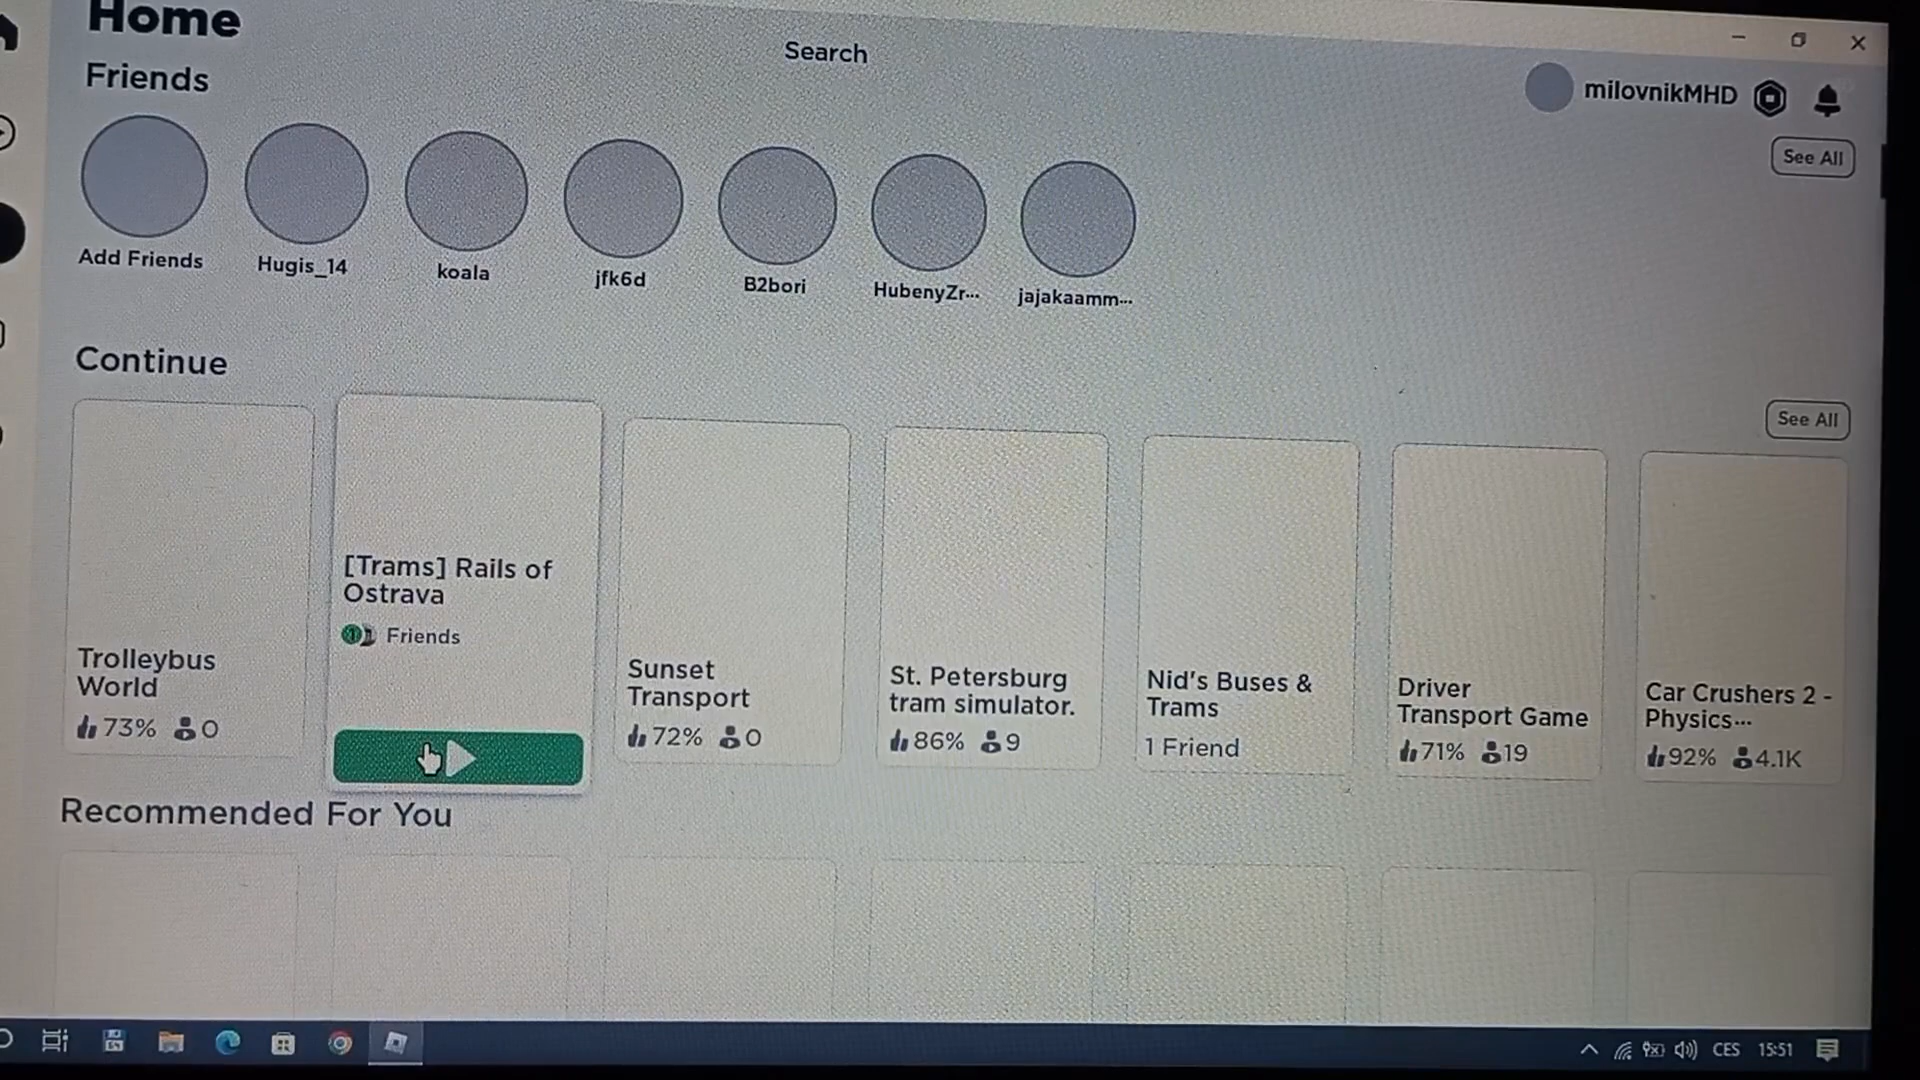 Home
Search
Friends
milovnikMHD
See All
Add Friends
Hugis_14
koala
jfk6d
B2bori
HubenyZr...
jajakaamm...
Continue
See All
Trolleybus
World
73% 0
[Trams] Rails of
Ostrava
Friends
Sunset
Transport
72% 0
St. Petersburg
tram simulator.
86% 9
Nid's Buses &
Trams
1 Friend
Driver
Transport Game
71% 19
Car Crushers 2 -
Physics...
92% 4.1K
Recommended For You
CES 15:51